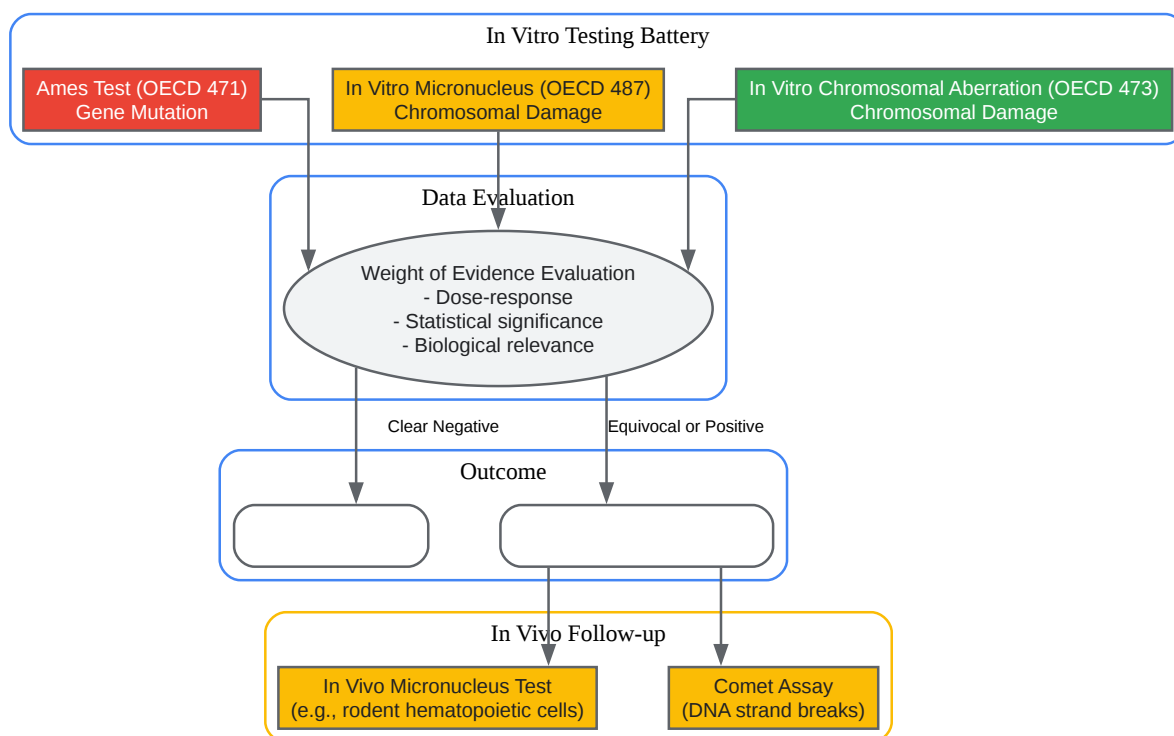 In Vitro Testing Battery
Ames Test (OECD 471)
Gene Mutation
In Vitro Micronucleus (OECD 487)
Chromosomal Damage
In Vitro Chromosomal Aberration (OECD 473)
Chromosomal Damage
Data Evaluation
Weight of Evidence Evaluation
- Dose-response
- Statistical significance
- Biological relevance
Clear Negative
Equivocal or Positive
Outcome
In Vivo Follow-up
In Vivo Micronucleus Test
(e.g., rodent hematopoietic cells)
Comet Assay
(DNA strand breaks)